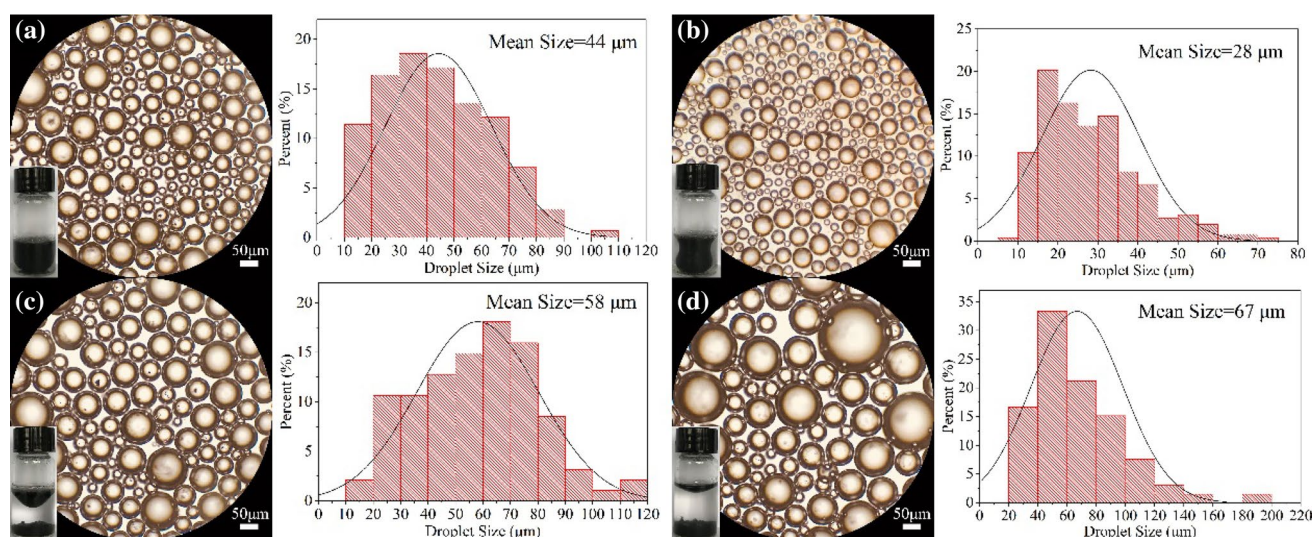 (a)
50μm
Mean Size=44 μm
Percent (%)
20
15
10
5
0
0 10 20 30 40 50 60 70 80 90 100 110 120
Droplet Size (μm)
(b)
50μm
Mean Size=28 μm
Percent (%)
25
20
15
10
5
0
0 10 20 30 40 50 60 70 80
Droplet Size (μm)
(c)
50μm
Mean Size=58 μm
Percent (%)
20
15
10
5
0
0 10 20 30 40 50 60 70 80 90 100 110 120
Droplet Size (μm)
(d)
50μm
Mean Size=67 μm
Percent (%)
35
30
25
20
15
10
5
0
0 20 40 60 80 100 120 140 160 180 200 220
Droplet Size (μm)